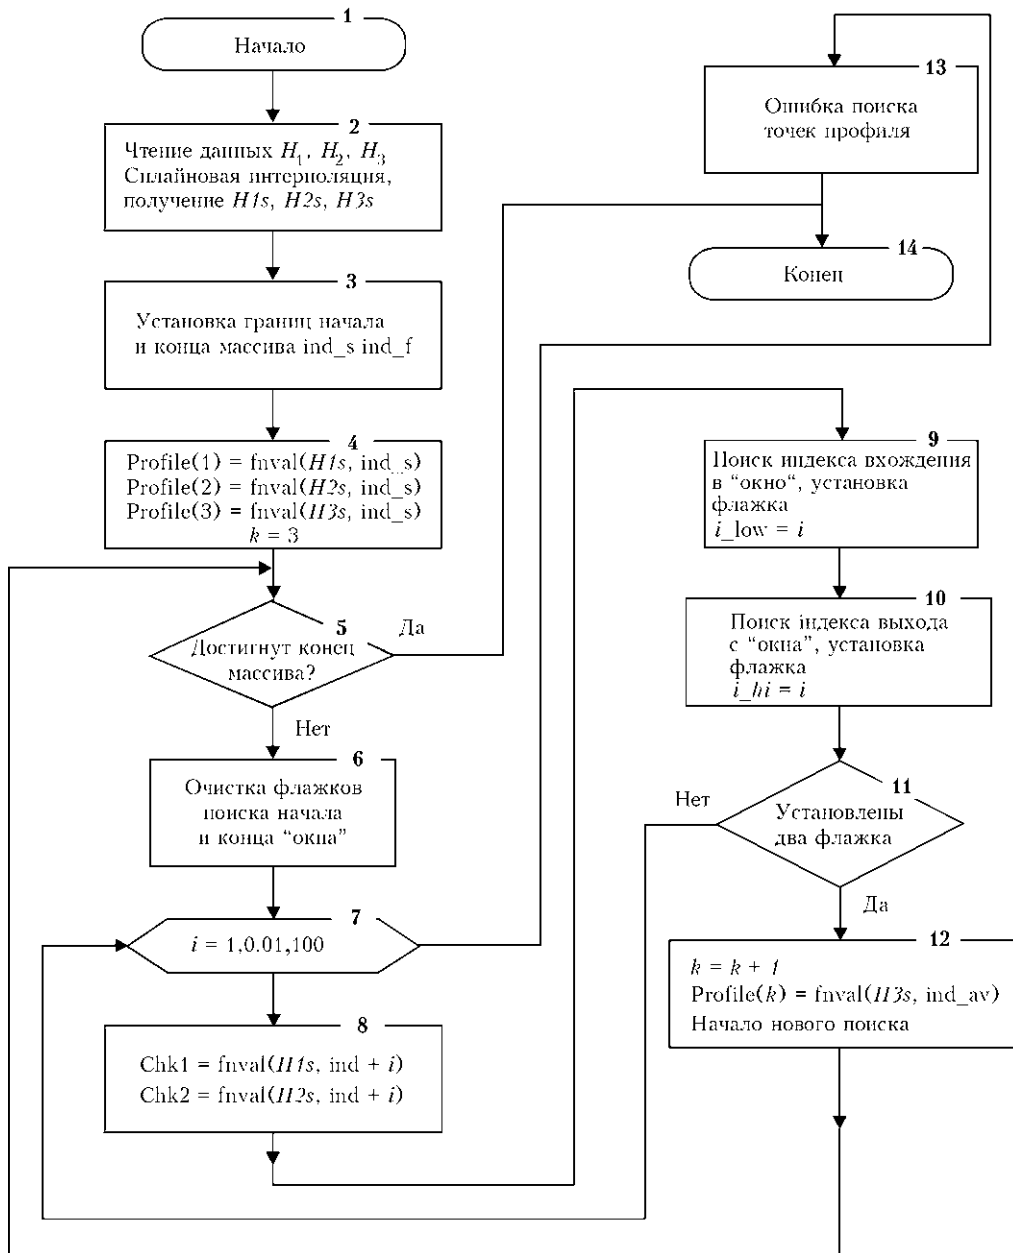 1
Начало
2
Чтение данных H1, H2, H3
Сплайновая интерполяция,
получение H1s, H2s, H3s
3
Установка границ начала
и конца массива ind_s ind_f
4
Profile(1) = fnval(H1s, ind_s)
Profile(2) = fnval(H2s, ind_s)
Profile(3) = fnval(H3s, ind_s)
k = 3
5
Достигнут конец
массива?
Да
Нет
6
Очистка флажков
поиска начала
и конца “окна”
7
i = 1,0.01,100
8
Chk1 = fnval(H1s, ind + i)
Chk2 = fnval(H2s, ind + i)
9
Поиск индекса вхождения
в “окно“, установка
флажка
i_low = i
10
Поиск індекса выхода
с “окна”, установка
флажка
i_hi = i
11
Установлены
два флажка
Нет
Да
12
k = k + 1
Profile(k) = fnval(H3s, ind_av)
Начало нового поиска
13
Ошибка поиска
точек профиля
14
Конец